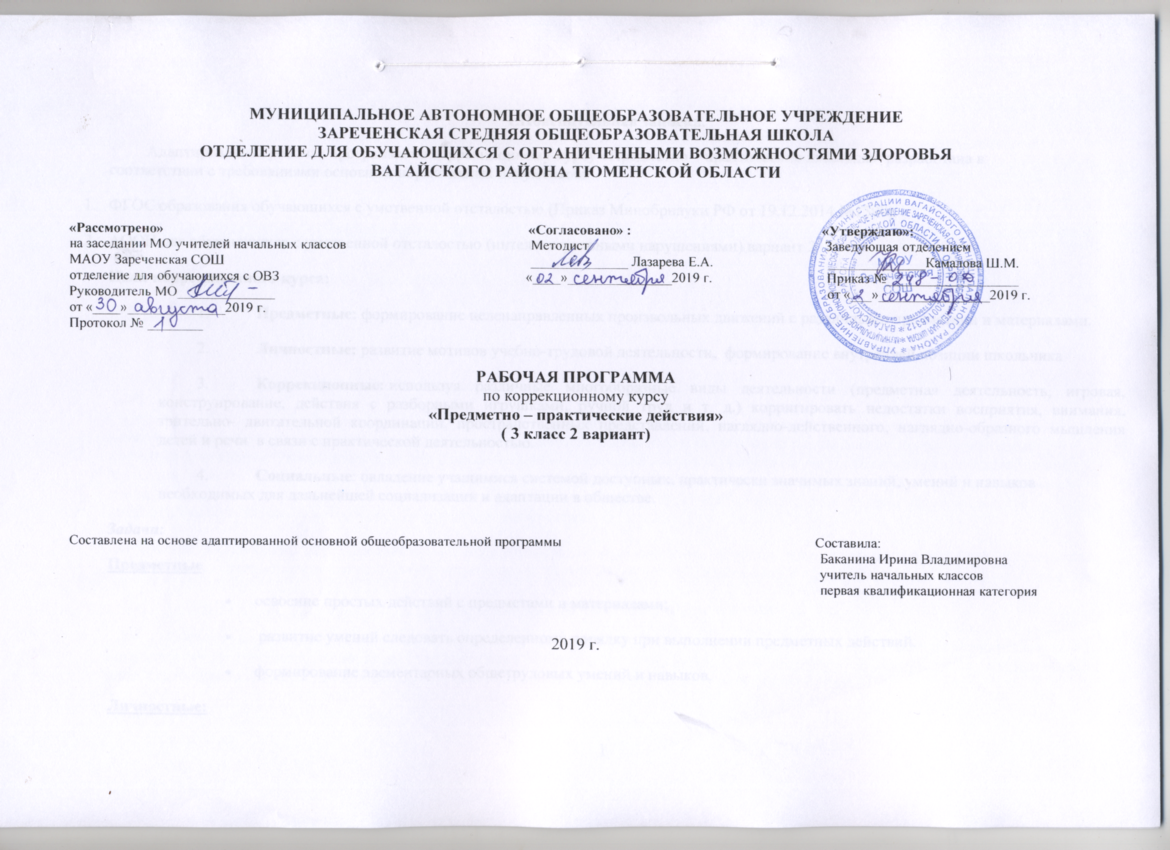 МУНИЦИПАЛЬНОЕ АВТОНОМНОЕ ОБЩЕОБРАЗОВАТЕЛЬНОЕ УЧРЕЖДЕНИЕ
ЗАРЕЧЕНСКАЯ СРЕДНЯЯ ОБЩЕОБРАЗОВАТЕЛЬНАЯ ШКОЛА
ОТДЕЛЕНИЕ ДЛЯ ОБУЧАЮЩИХСЯ С ОГРАНИЧЕННЫМИ ВОЗМОЖНОСТЯМИ ЗДОРОВЬЯ
ВАГАЙСКОГО РАЙОНА ТЮМЕНСКОЙ ОБЛАСТИ
«Рассмотрено»
на заседании МО учителей начальных классов
МАОУ Зареченская СОШ
отделение для обучающихся с ОВЗ
Руководитель МО
от «30» августа 2019 г.
Протокол № 10
«Согласовано» :
Методист
Лазарева Е.А.
«02» сентября 2019 г.
«Утверждаю»:
Заведующая отделением
Камалова Ш.М.
Приказ № 248 - ОВ
от «2» сентября 2019 г.
РАБОЧАЯ ПРОГРАММА
по коррекционному курсу
«Предметно – практические действия»
( 3 класс 2 вариант)
Составлена на основе адаптированной основной общеобразовательной программы
Составила:
Баканина Ирина Владимировна
учитель начальных классов
первая квалификационная категория
2019 г.